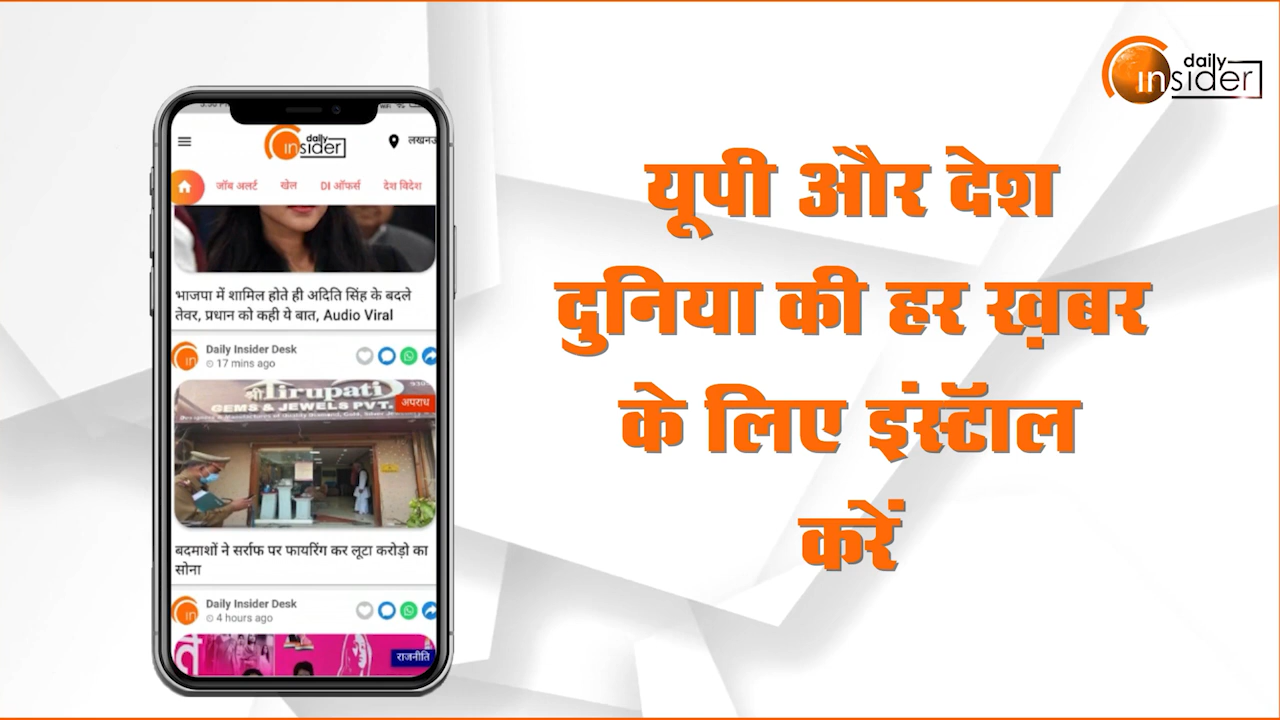 daily
insider
यूपी और देश
दुनिया की हर ख़बर
के लिए इंस्टॉल
करें
daily
insider
लखनऊ
जॉब अलर्ट खेल DI ऑफर्स देश विदेश
भाजपा में शामिल होते ही अदिति सिंह के बदले
तेवर, प्रधान को कही ये बात, Audio Viral
Daily Insider Desk
17 mins ago
श्री Tirupati
GEMS & JEWELS PVT.
अपराध
बदमाशों ने सर्राफ पर फायरिंग कर लूटा करोड़ो का
सोना
Daily Insider Desk
4 hours ago
राजनीति